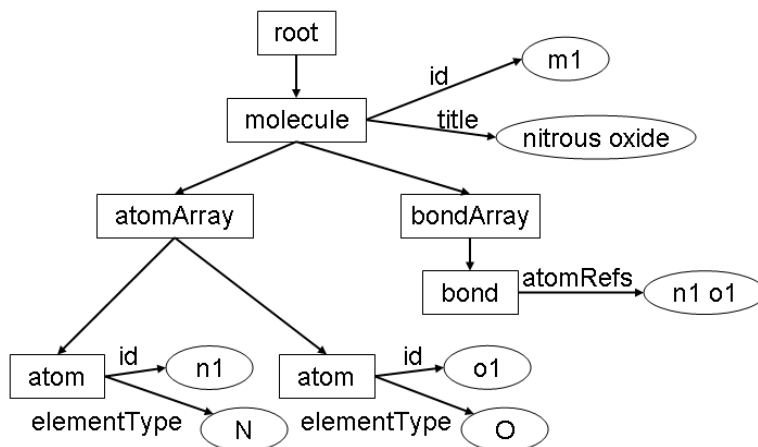 root
id
m1
molecule
title
nitrous oxide
atomArray
bondArray
bond
atomRefs
n1 o1
atom
id
n1
elementType
N
atom
id
o1
elementType
O